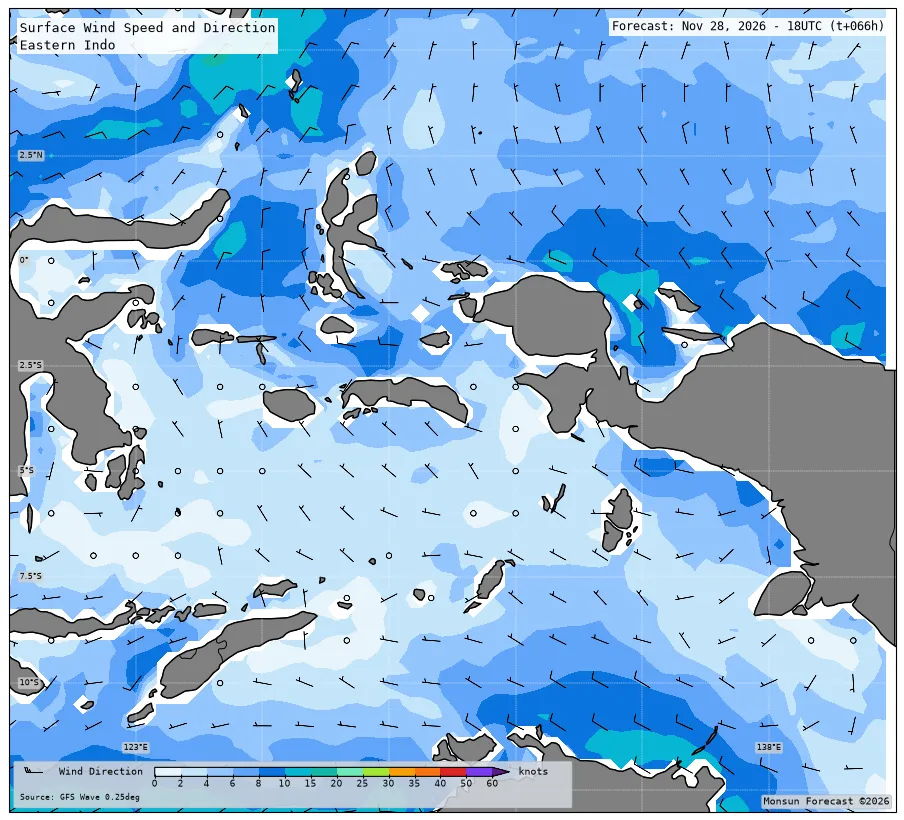 Surface Wind Speed and Direction
Eastern Indo
Forecast: Nov 28, 2026 - 18UTC (t+066h)
2.5°N
0°
2.5°S
5°S
7.5°S
10°S
123°E
138°E
Wind Direction
knots
0 2 4 6 8 10 15 20 25 30 35 40 50 60
Source: GFS Wave 0.25deg
Monsun Forecast ©2026